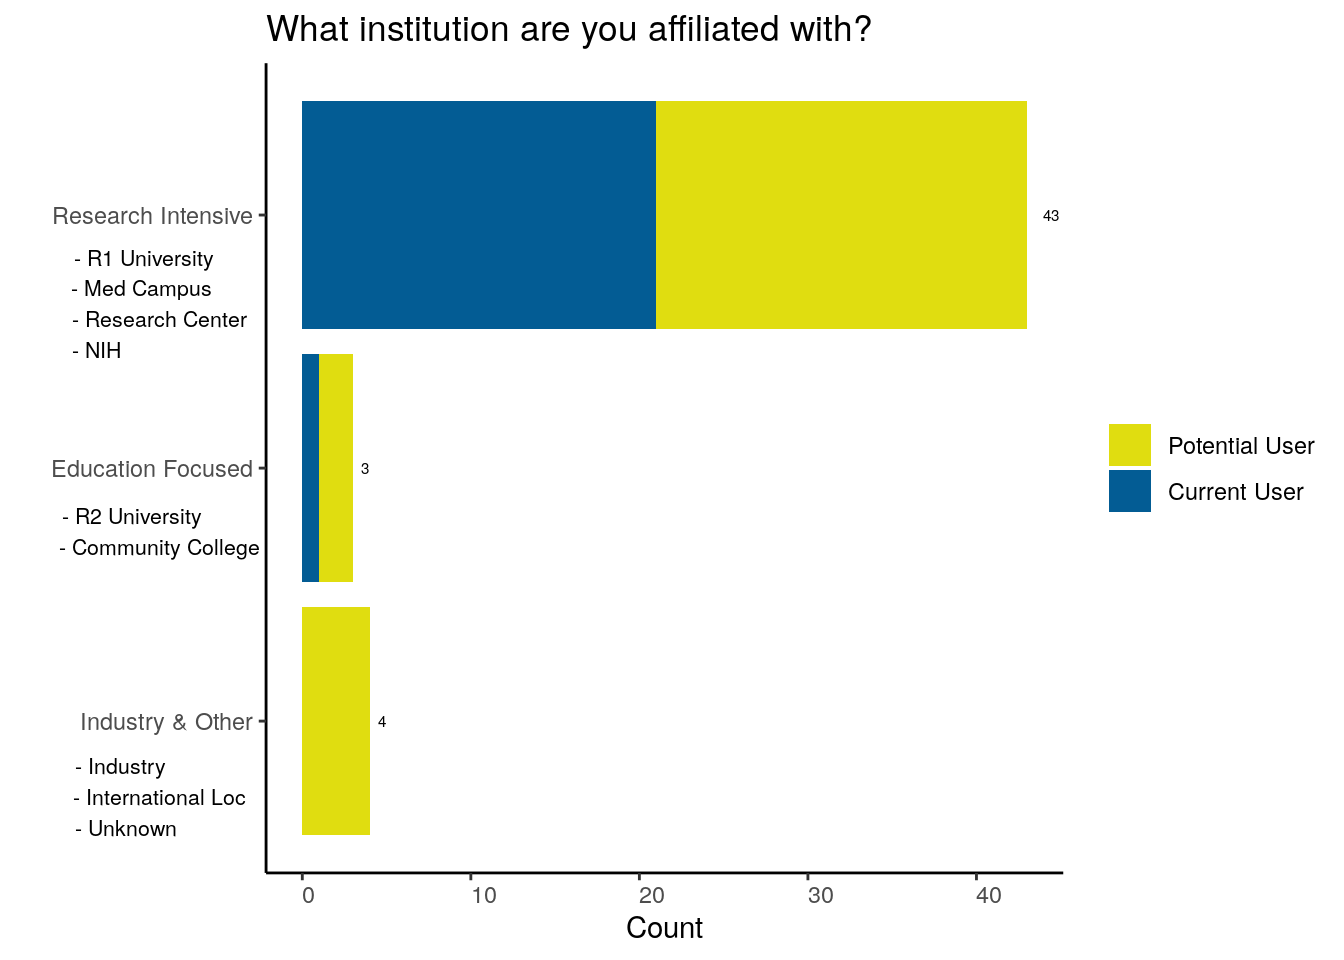 What institution are you affiliated with?
Research Intensive
- R1 University
- Med Campus
- Research Center
- NIH
43
Education Focused
- R2 University
- Community College
3
Industry & Other
- Industry
- International Loc
- Unknown
4
Potential User
Current User
0 10 20 30 40
Count